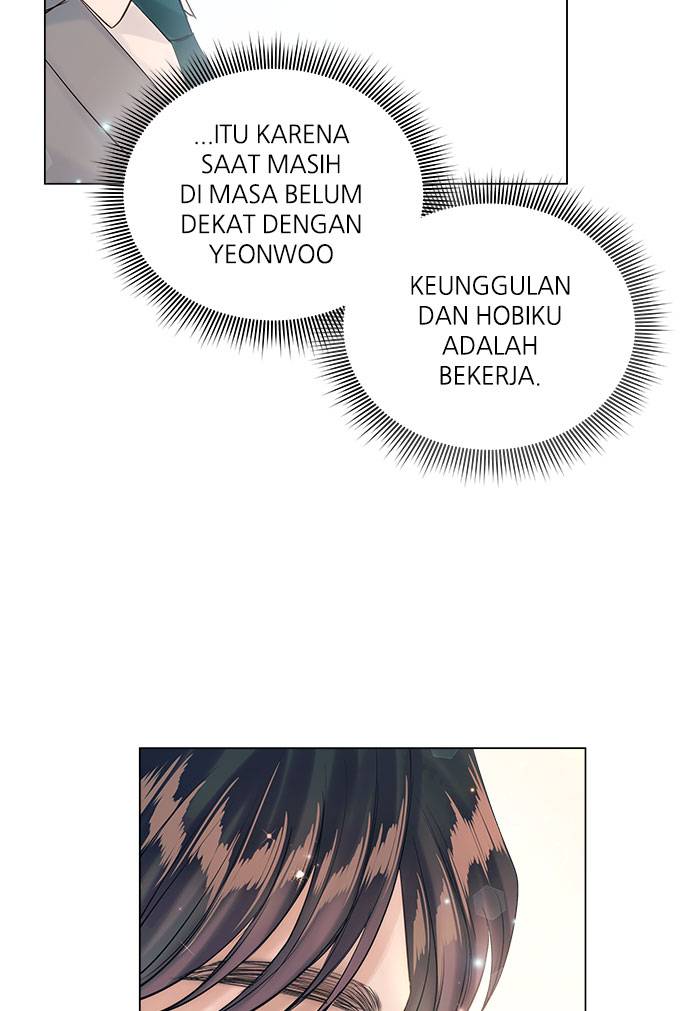 ...ITU KARENA
SAAT MASIH
DI MASA BELUM
DEKAT DENGAN
YEONWOO
KEUNGGULAN
DAN HOBIKU
ADALAH
BEKERJA.